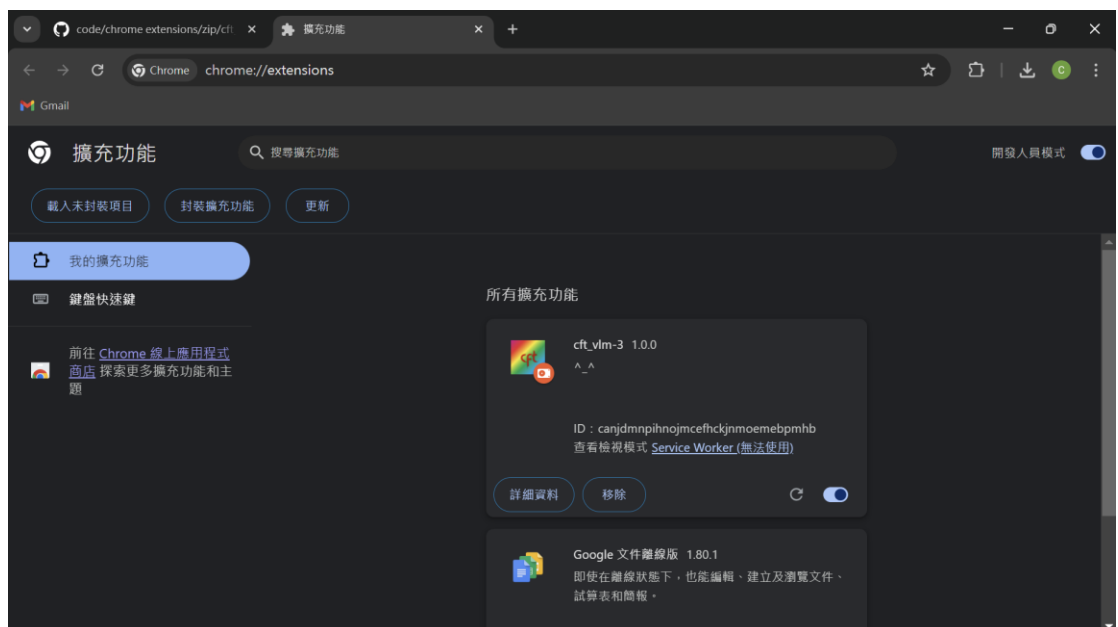 code/chrome extensions/zip/cft
擴充功能
Chrome
chrome://extensions
C
Gmail
擴充功能
搜尋擴充功能
開發人員模式
載入未封裝項目
封裝擴充功能
更新
我的擴充功能
鍵盤快速鍵
前往 Chrome 線上應用程式
商店 探索更多擴充功能和主
題
所有擴充功能
cft
cft_vlm-3 1.0.0
^_^
ID：canjdmnpihnojmcefhckjnmoemebpmhb
查看檢視模式 Service Worker (無法使用)
詳細資料
移除
Google 文件離線版 1.80.1
即使在離線狀態下，也能編輯、建立及瀏覽文件、
試算表和簡報。